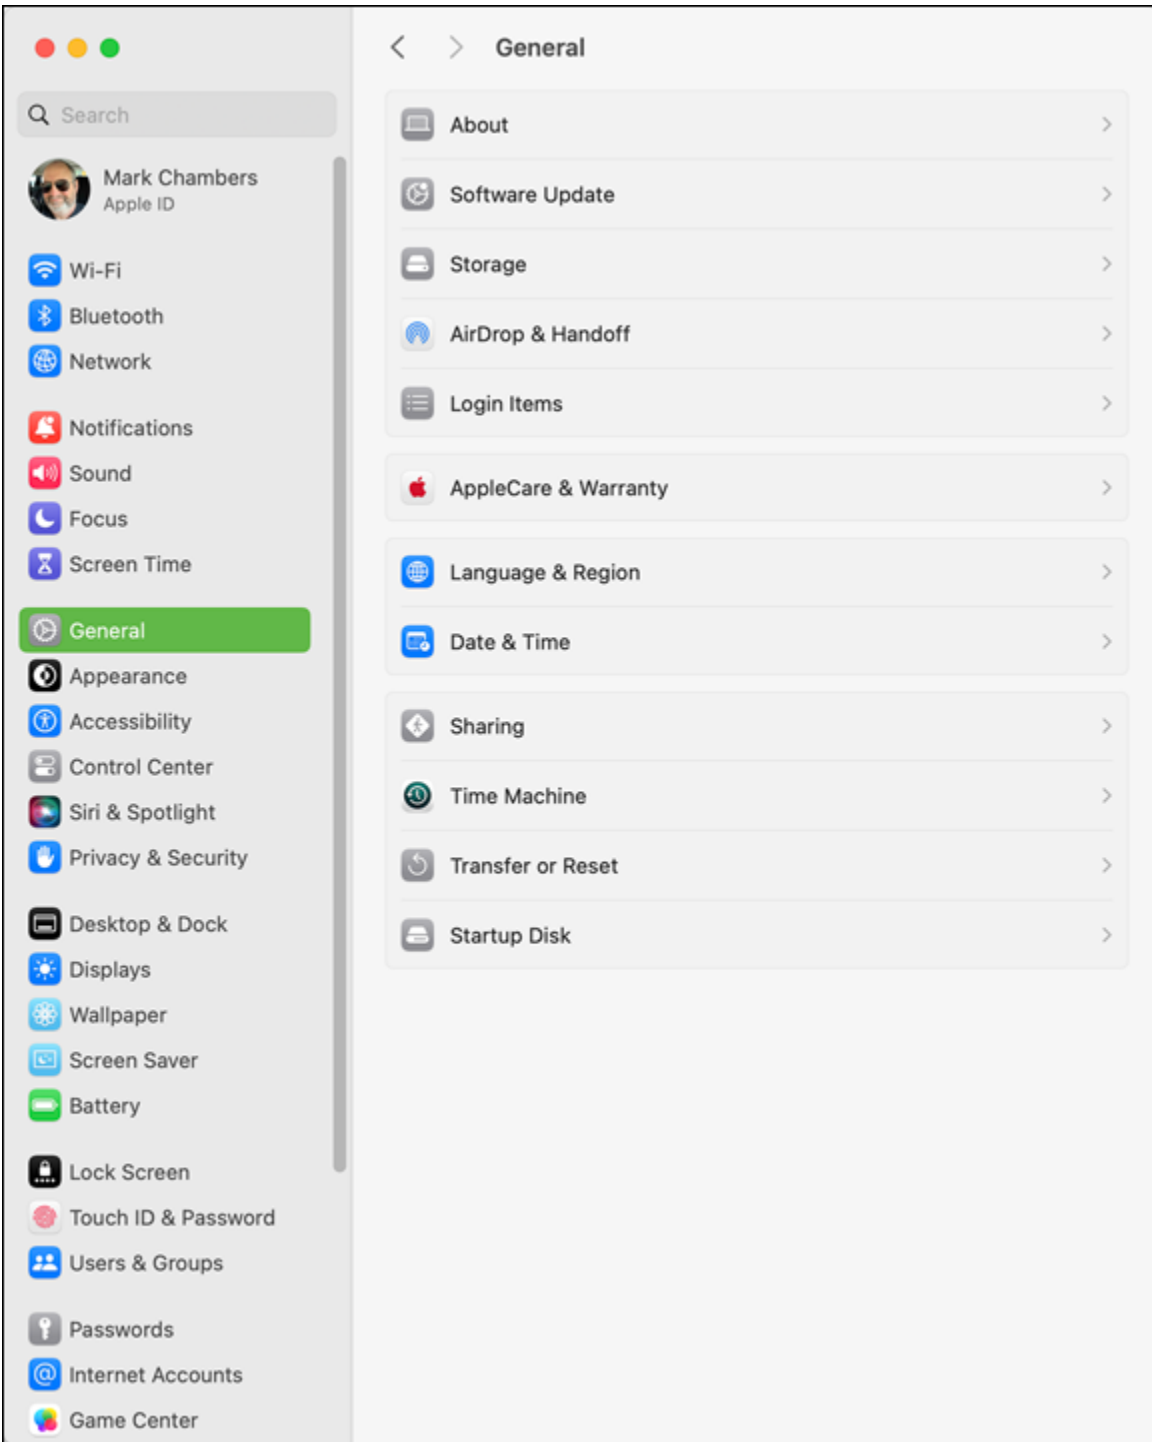 Search
Mark Chambers
Apple ID
Wi-Fi
Bluetooth
Network
Notifications
Sound
Focus
Screen Time
General
Appearance
Accessibility
Control Center
Siri & Spotlight
Privacy & Security
Desktop & Dock
Displays
Wallpaper
Screen Saver
Battery
Lock Screen
Touch ID & Password
Users & Groups
Passwords
Internet Accounts
Game Center
General
About
Software Update
Storage
AirDrop & Handoff
Login Items
AppleCare & Warranty
Language & Region
Date & Time
Sharing
Time Machine
Transfer or Reset
Startup Disk